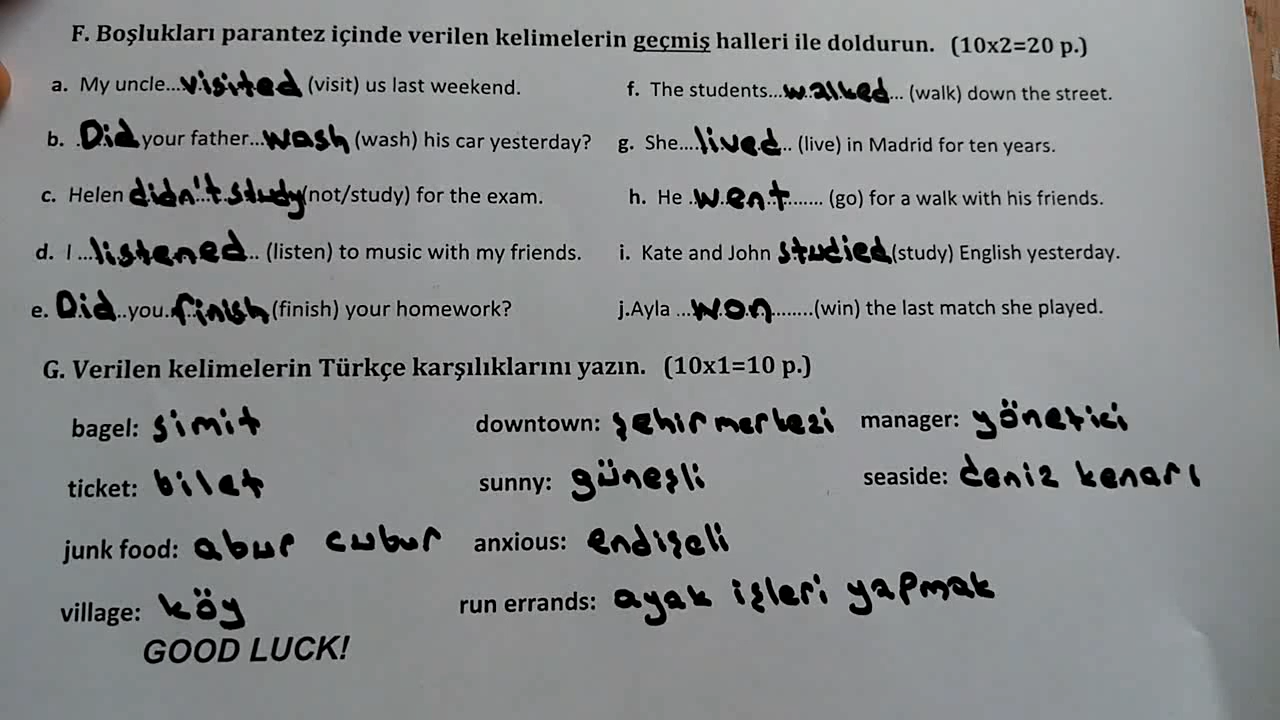 F. Boşlukları parantez içinde verilen kelimelerin geçmiş halleri ile doldurun. (10x2=20 p.)
a. My uncle...visited (visit) us last weekend.
b. .Did your father...wash (wash) his car yesterday?
c. Helen didn't study(not/study) for the exam.
d. I ...listened.. (listen) to music with my friends.
e. Did..you.finish (finish) your homework?
f. The students...walked... (walk) down the street.
g. She....lived.. (live) in Madrid for ten years.
h. He .went....... (go) for a walk with his friends.
i. Kate and John studied(study) English yesterday.
j.Ayla ...won........(win) the last match she played.
G. Verilen kelimelerin Türkçe karşılıklarını yazın. (10x1=10 p.)
bagel: simit downtown: şehir merkezi manager: yönetici
ticket: bilet sunny: güneşli seaside: deniz kenarı
junk food: abur cubur anxious: endişeli
village: köy run errands: ayak işleri yapmak
GOOD LUCK!